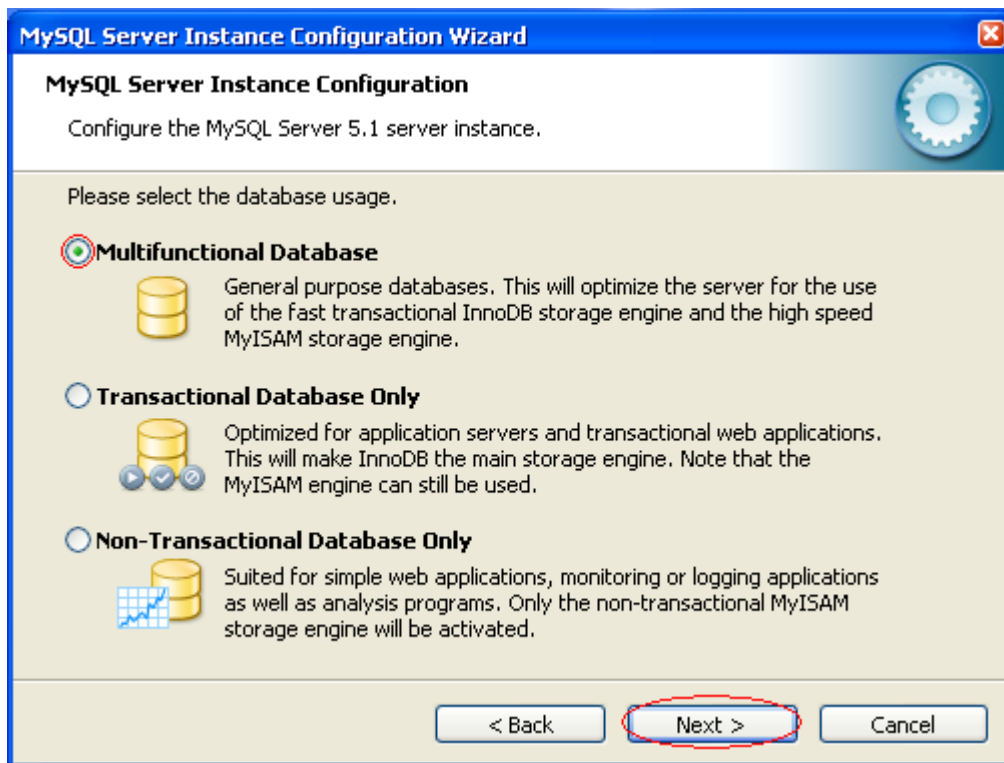 MySQL Server Instance Configuration Wizard
MySQL Server Instance Configuration
Configure the MySQL Server 5.1 server instance.
Please select the database usage.
Multifunctional Database
General purpose databases. This will optimize the server for the use
of the fast transactional InnoDB storage engine and the high speed
MyISAM storage engine.
Transactional Database Only
Optimized for application servers and transactional web applications.
This will make InnoDB the main storage engine. Note that the
MyISAM engine can still be used.
Non-Transactional Database Only
Suited for simple web applications, monitoring or logging applications
as well as analysis programs. Only the non-transactional MyISAM
storage engine will be activated.
< Back Next > Cancel